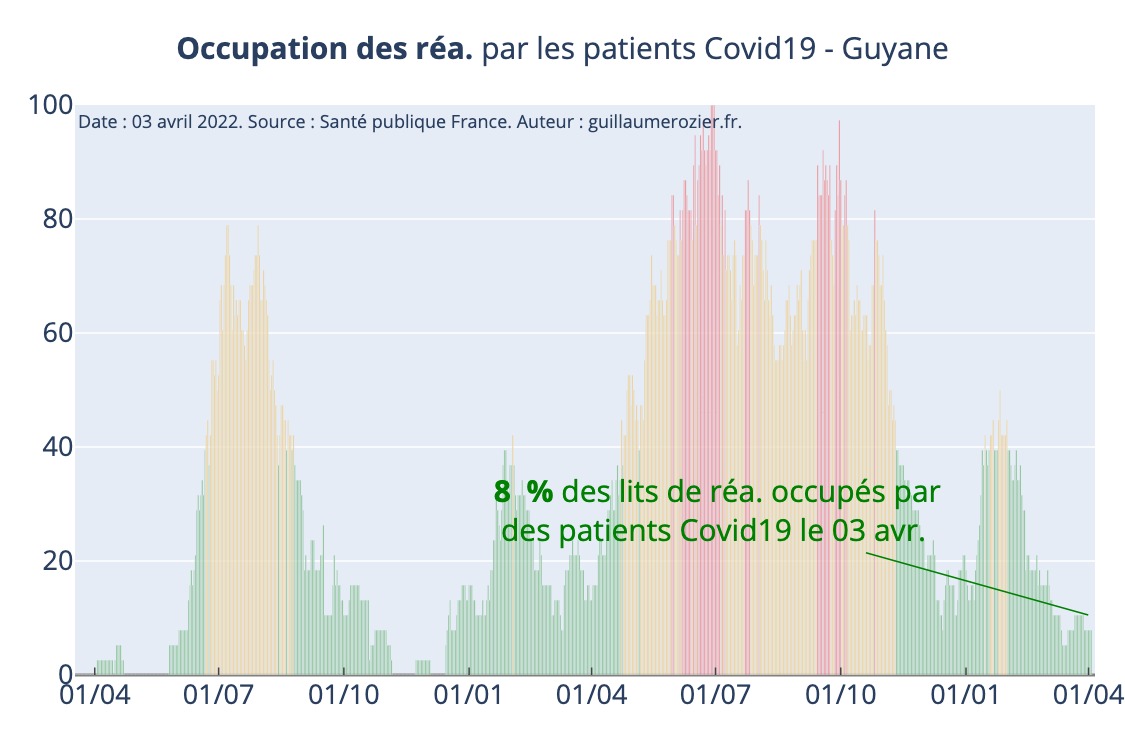 Occupation des réa. par les patients Covid19 - Guyane
100
Date : 03 avril 2022. Source : Santé publique France. Auteur : guillaumerozier.fr.
80
60
40
8 % des lits de réa. occupés par
des patients Covid19 le 03 avr.
20
0
01/04 01/07 01/10 01/01 01/04 01/07 01/10 01/01 01/04